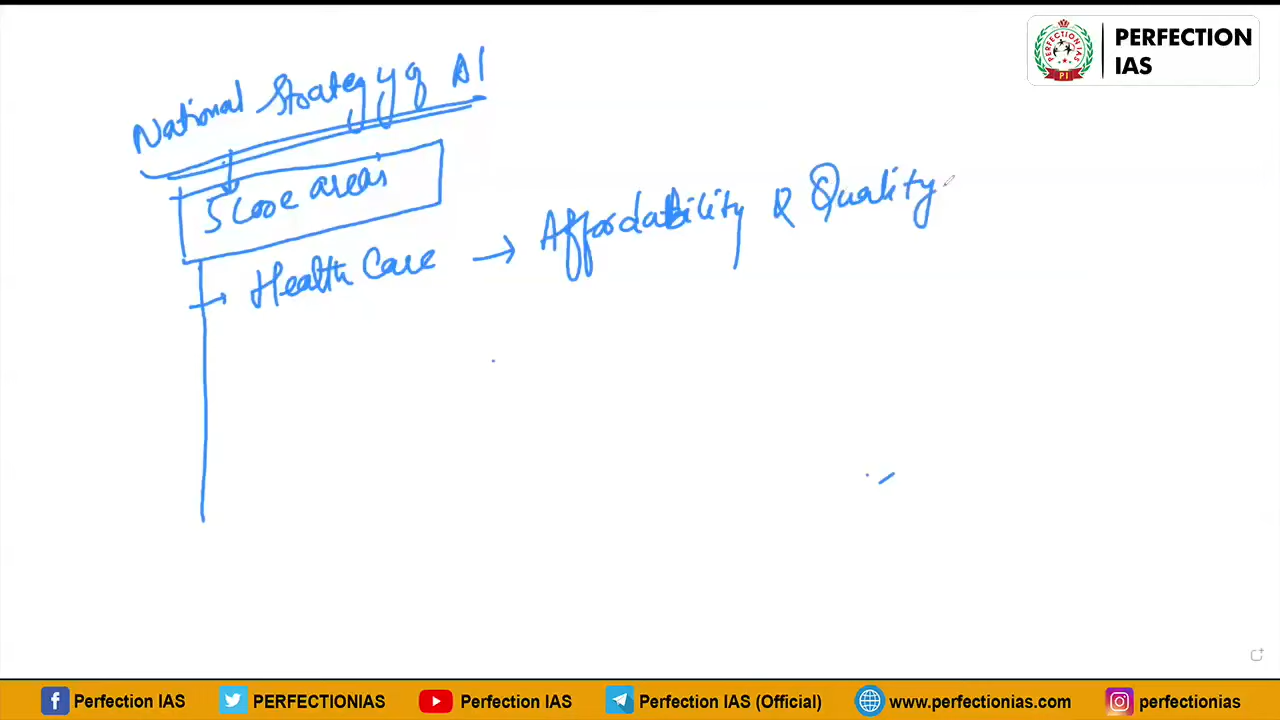 PERFECTION
IAS
National Strategy of AI
5 Core areas
→ Health Care → Affordability & Quality
Perfection IAS
PERFECTIONIAS
Perfection IAS
Perfection IAS (Official)
www.perfectionias.com
perfectionias